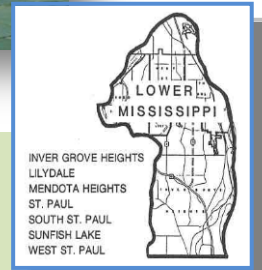 LOWER
MISSISSIPPI
INVER GROVE HEIGHTS
LILYDALE
MENDOTA HEIGHTS
ST. PAUL
SOUTH ST. PAUL
SUNFISH LAKE
WEST ST. PAUL